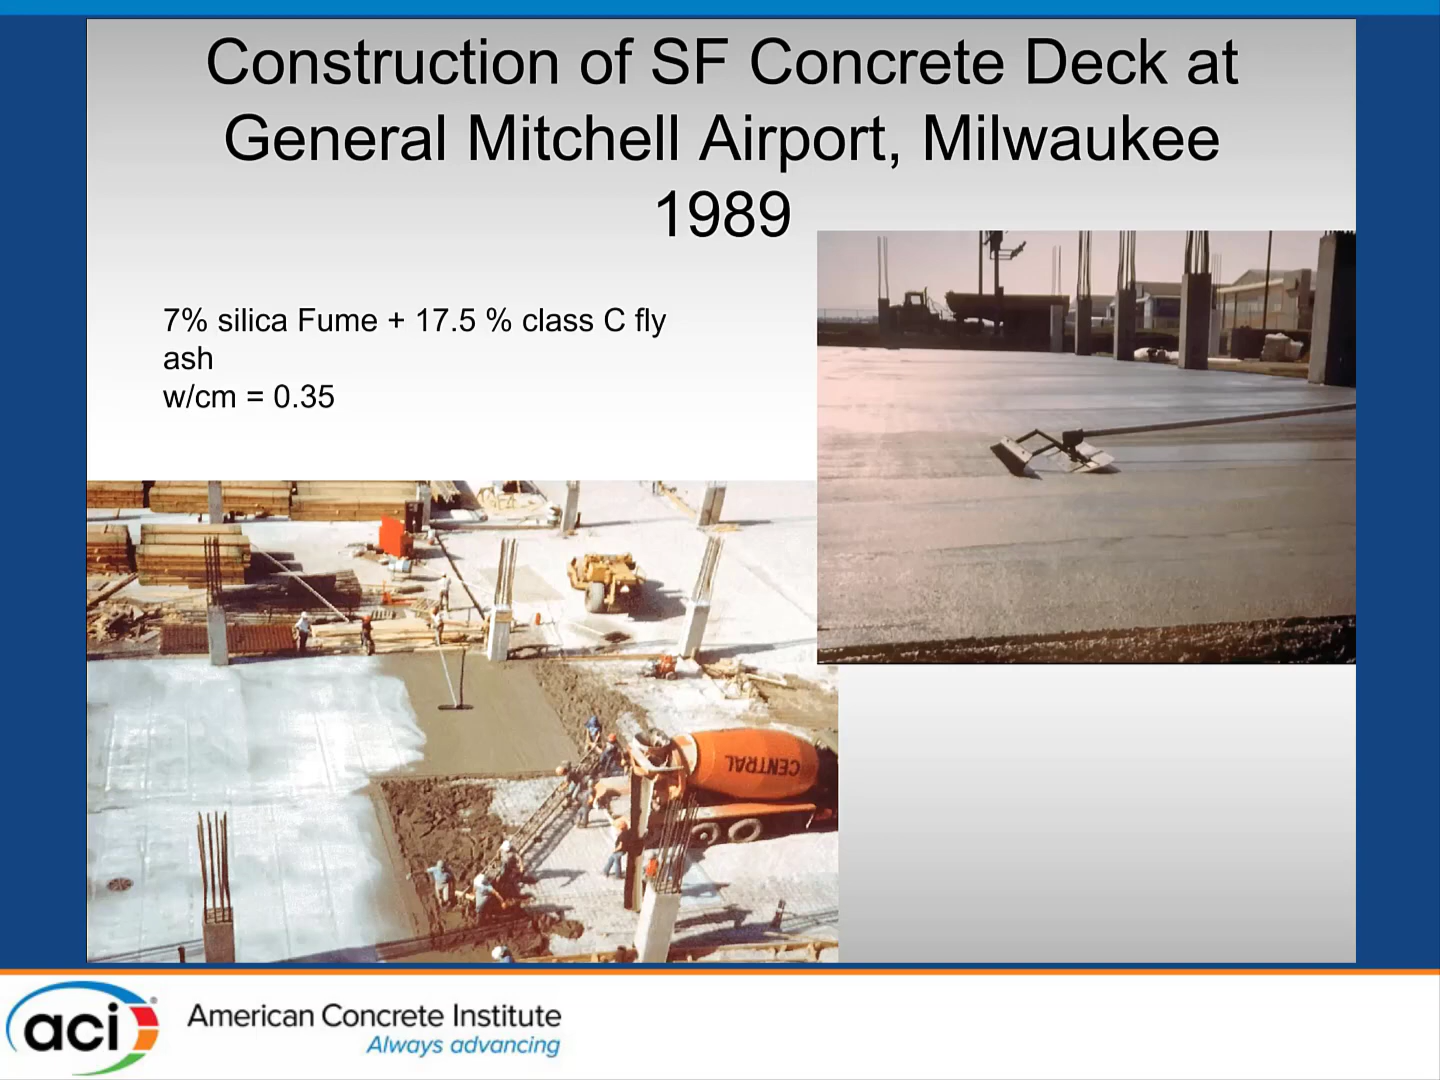 Construction of SF Concrete Deck at
General Mitchell Airport, Milwaukee
1989
7% silica Fume + 17.5 % class C fly
ash
w/cm = 0.35
CENTRAL
aci®
American Concrete Institute
Always advancing